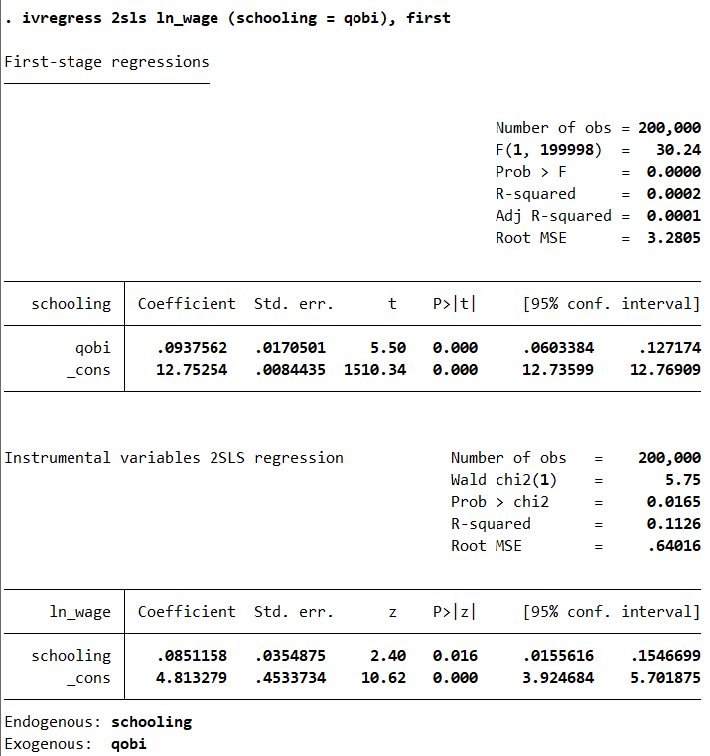 . ivregress 2sls ln_wage (schooling = qobi), first
First-stage regressions
Number of obs = 200,000
F(1, 199998) = 30.24
Prob > F = 0.0000
R-squared = 0.0002
Adj R-squared = 0.0001
Root MSE = 3.2805
schooling Coefficient Std. err. t P>|t| [95% conf. interval]
qobi .0937562 .0170501 5.50 0.000 .0603384 .127174
_cons 12.75254 .0084435 1510.34 0.000 12.73599 12.76909
Instrumental variables 2SLS regression Number of obs = 200,000
Wald chi2(1) = 5.75
Prob > chi2 = 0.0165
R-squared = 0.1126
Root MSE = .64016
ln_wage Coefficient Std. err. z P>|z| [95% conf. interval]
schooling .0851158 .0354875 2.40 0.016 .0155616 .1546699
_cons 4.813279 .4533734 10.62 0.000 3.924684 5.701875
Endogenous: schooling
Exogenous: qobi